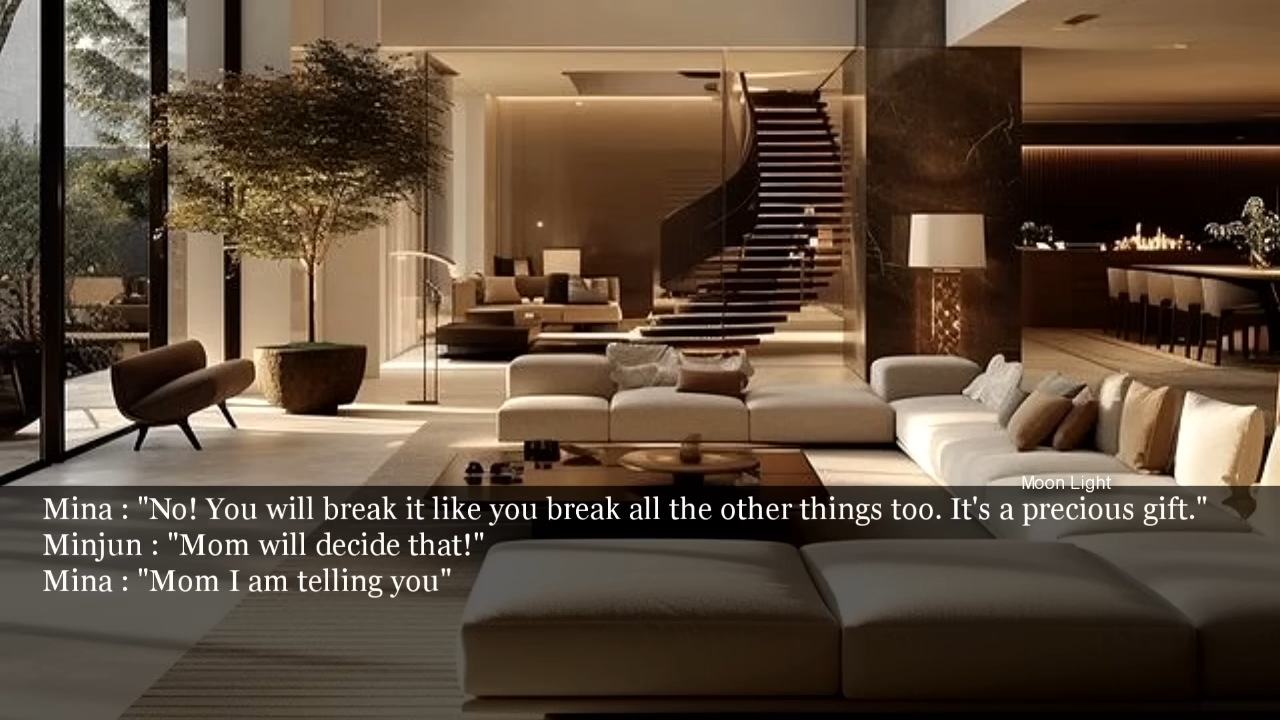 Moon Light
Mina : "No! You will break it like you break all the other things too. It's a precious gift."
Minjun : "Mom will decide that!"
Mina : "Mom I am telling you"